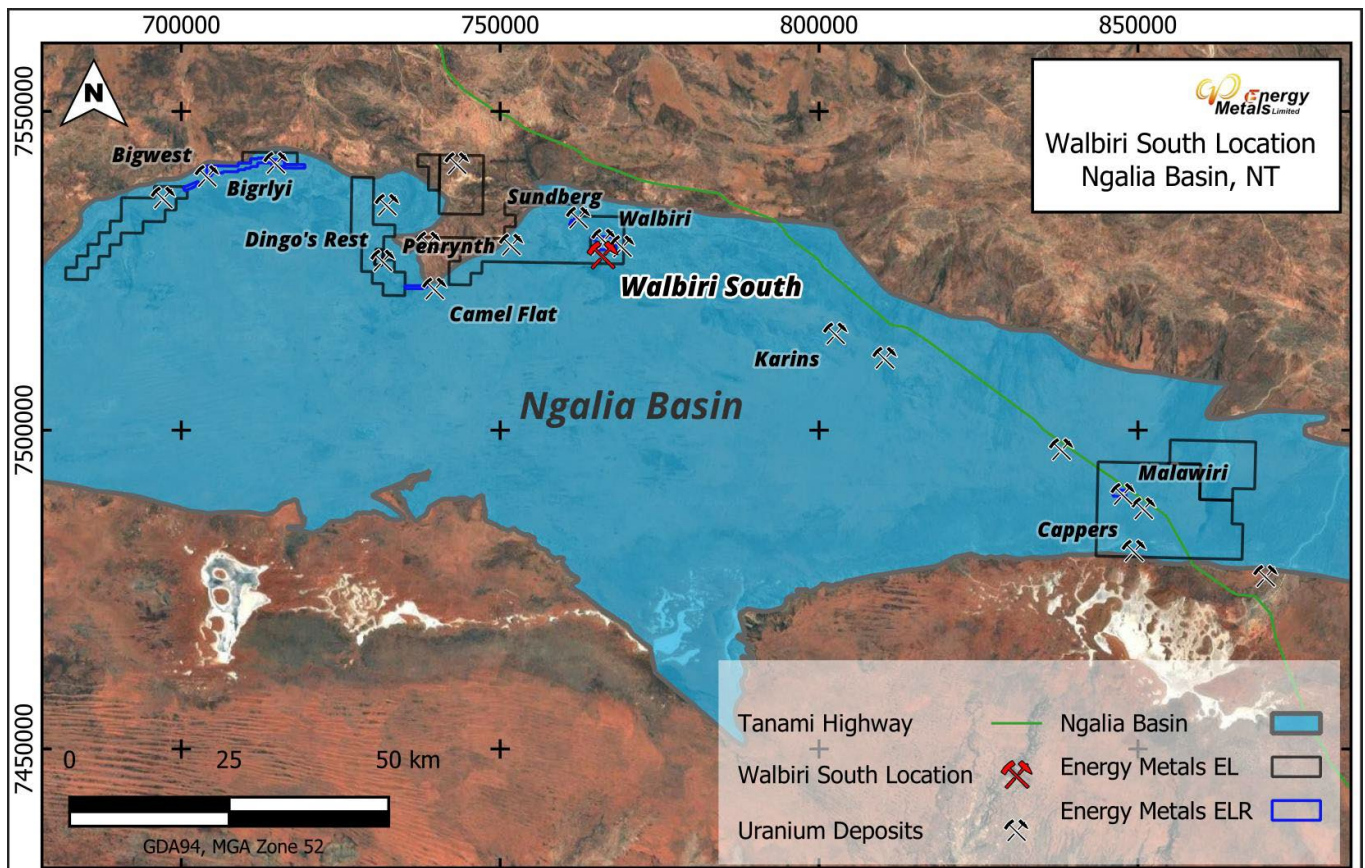 700000
750000
800000
850000
7550000
7500000
7450000
N
Energy
Metals Limited
Walbiri South Location
Ngalia Basin, NT
Bigwest
Bigrlyi
Sundberg
Walbiri
Dingo's Rest
Penrynth
Walbiri South
Camel Flat
Karins
Ngalia Basin
Malawiri
Cappers
Tanami Highway
Ngalia Basin
Walbiri South Location
Energy Metals EL
Uranium Deposits
Energy Metals ELR
0 25 50 km
GDA94, MGA Zone 52